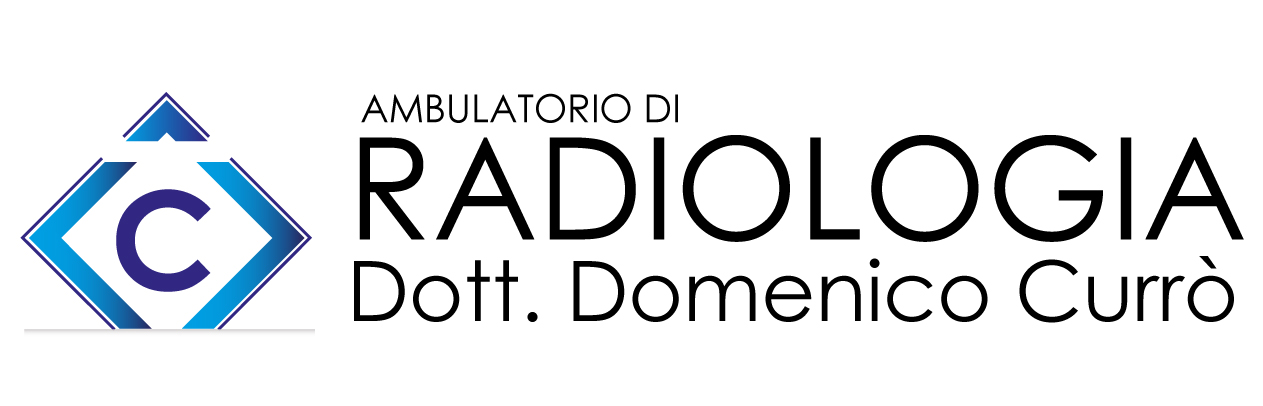 C
AMBULATORIO DI
RADIOLOGIA
Dott. Domenico Currò